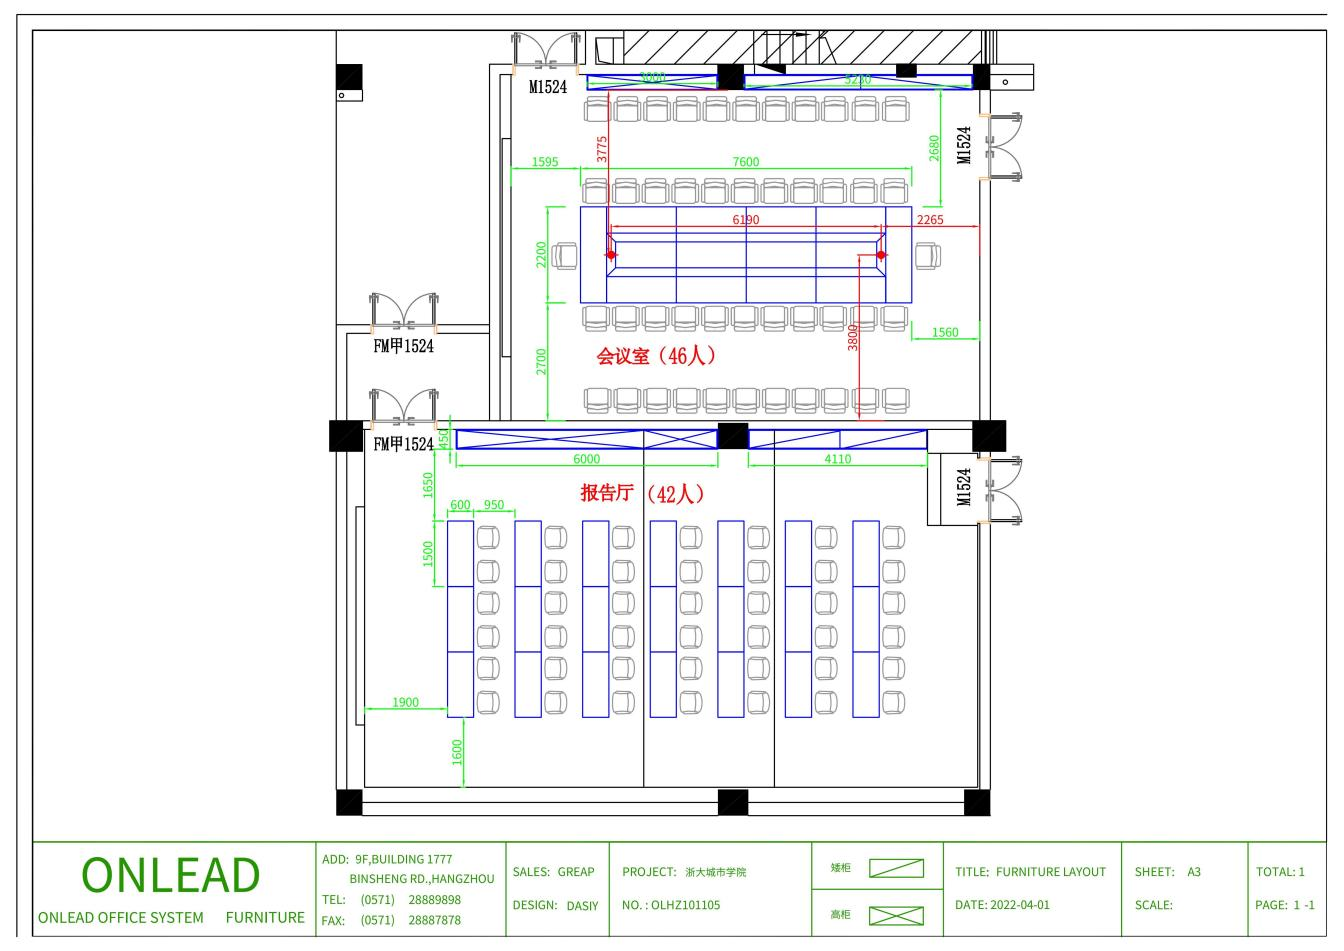 M1524
3000
5230
3775
1595
7600
2680
M1524
6190
2265
2200
3800
1560
FM甲1524
会议室（46人）
2700
FM甲1524
450
6000
4110
1650
报告厅（42人）
M1524
600
950
1500
1900
1600
ONLEAD
ONLEAD OFFICE SYSTEM FURNITURE
ADD: 9F,BUILDING 1777
BINSHENG RD.,HANGZHOU
TEL: (0571) 28889898
FAX: (0571) 28887878
SALES: GREAP
DESIGN: DASIY
PROJECT: 浙大城市学院
NO. : OLHZ101105
矮柜
高柜
TITLE: FURNITURE LAYOUT
DATE: 2022-04-01
SHEET: A3
SCALE:
TOTAL: 1
PAGE: 1 -1